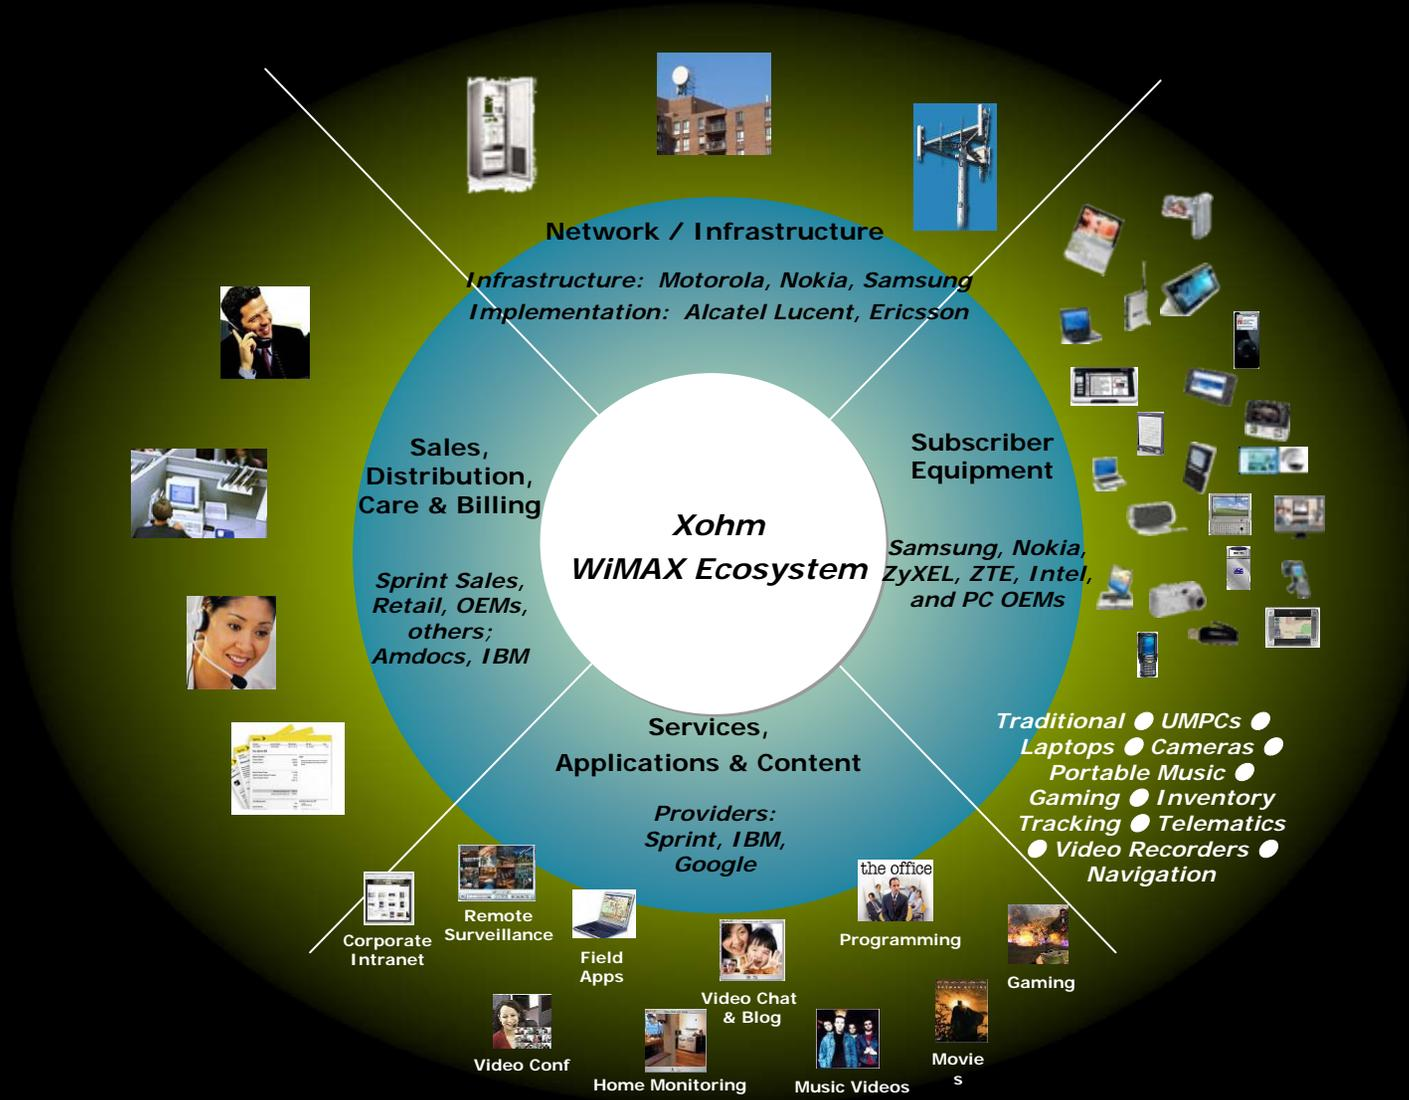 Network / Infrastructure
Infrastructure: Motorola, Nokia, Samsung
Implementation: Alcatel Lucent, Ericsson
Sales,
Distribution,
Care & Billing
Sprint Sales,
Retail, OEMs,
others;
Amdocs, IBM
Xohm
WiMAX Ecosystem
Subscriber
Equipment
Samsung, Nokia,
ZyXEL, ZTE, Intel,
and PC OEMs
Services,
Applications & Content
Providers:
Sprint, IBM,
Google
Traditional ● UMPCs ●
Laptops ● Cameras ●
Portable Music ●
Gaming ● Inventory
Tracking ● Telematics
● Video Recorders ●
Navigation
Corporate
Intranet
Remote
Surveillance
Field
Apps
Video Chat
& Blog
the office
Programming
Gaming
Video Conf
Home Monitoring
Music Videos
Movie
s